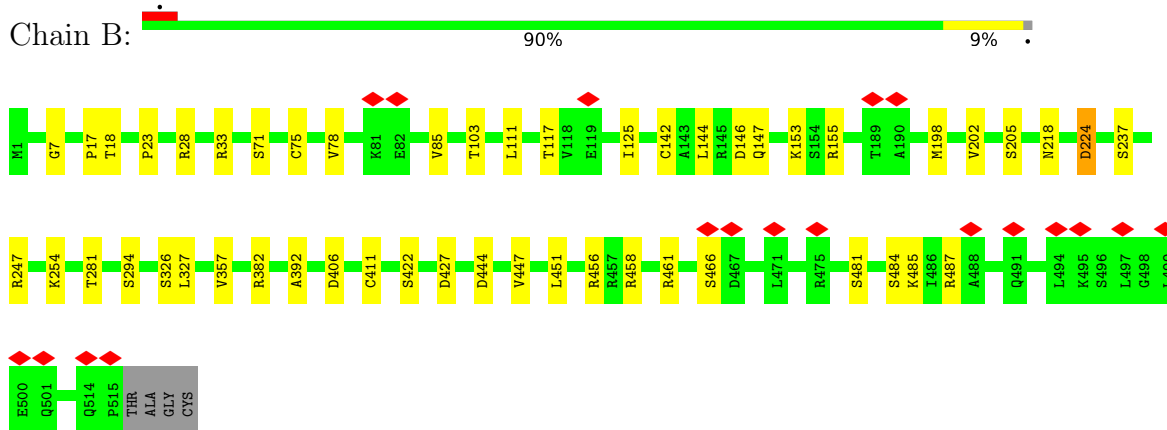 Chain B:
90%
9%
M1 G7 P17 T18 P23 R28 R33 S71 C75 V78 K81 E82 V85 T103 L111 T117 V118 E119 I125 C142 A143 L144 R145 D146 Q147 K153 S154 R155 T189 A190 M198 V202 S205 N218 D224 S237
R247 K254 T281 S294 S326 L327 V357 R382 A392 D406 C411 S422 D427 D444 V447 L451 R456 R457 R458 R461 S466 D467 L471 R475 S481 S484 K485 I486 R487 A488 Q491 L494 K495 S496 L497 G498
E500 Q501 Q514 P515 THR ALA GLY CYS